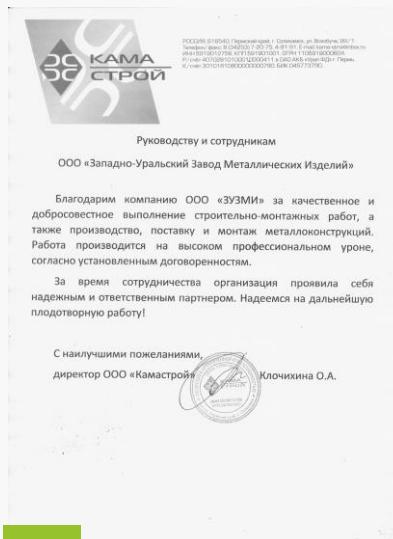 КАМА
СТРОЙ
Руководству и сотрудникам
ООО «Западно-Уральский Завод Металлических Изделий»
Благодарим компанию ООО «ЗУЗМИ» за качественное и
добросовестное выполнение строительно-монтажных работ, а
также производство, поставку и монтаж металлоконструкций.
Работа производится на высоком профессиональном уроне,
согласно установленным договоренностям.
За время сотрудничества организация проявила себя
надежным и ответственным партнером. Надеемся на дальнейшую
плодотворную работу!
С наилучшими пожеланиями,
директор ООО «Камастрой» Клочихина О.А.